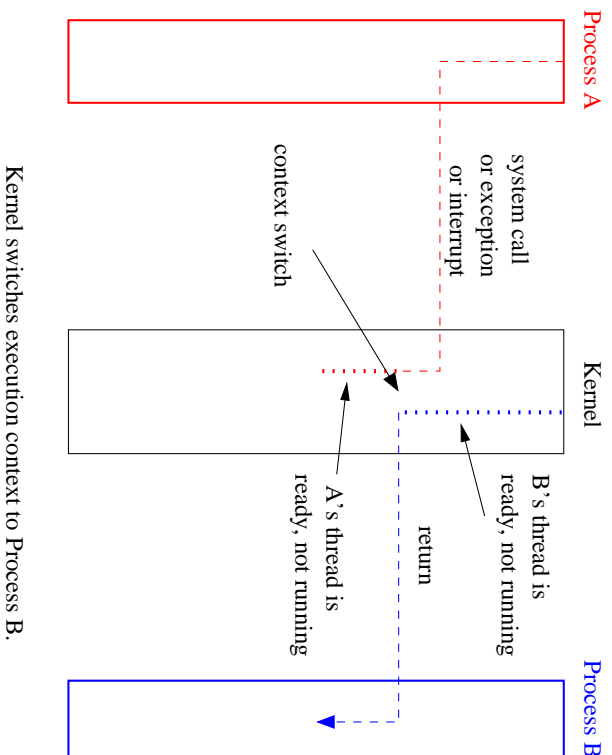 Process A
Kernel
Process B
system call
or exception
or interrupt
B's thread is
ready, not running
return
context switch
A's thread is
ready, not running
Kernel switches execution context to Process B.